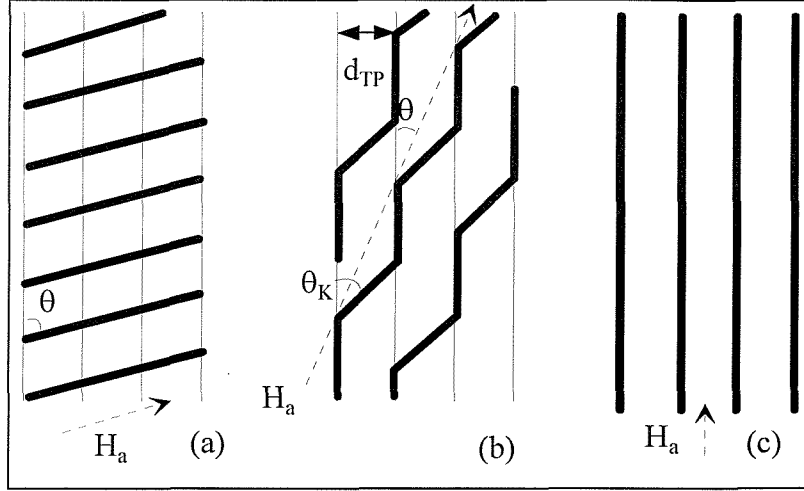 d_TP
θ
θ
θ_K
H_a
H_a
(a)
(b)
H_a
(c)